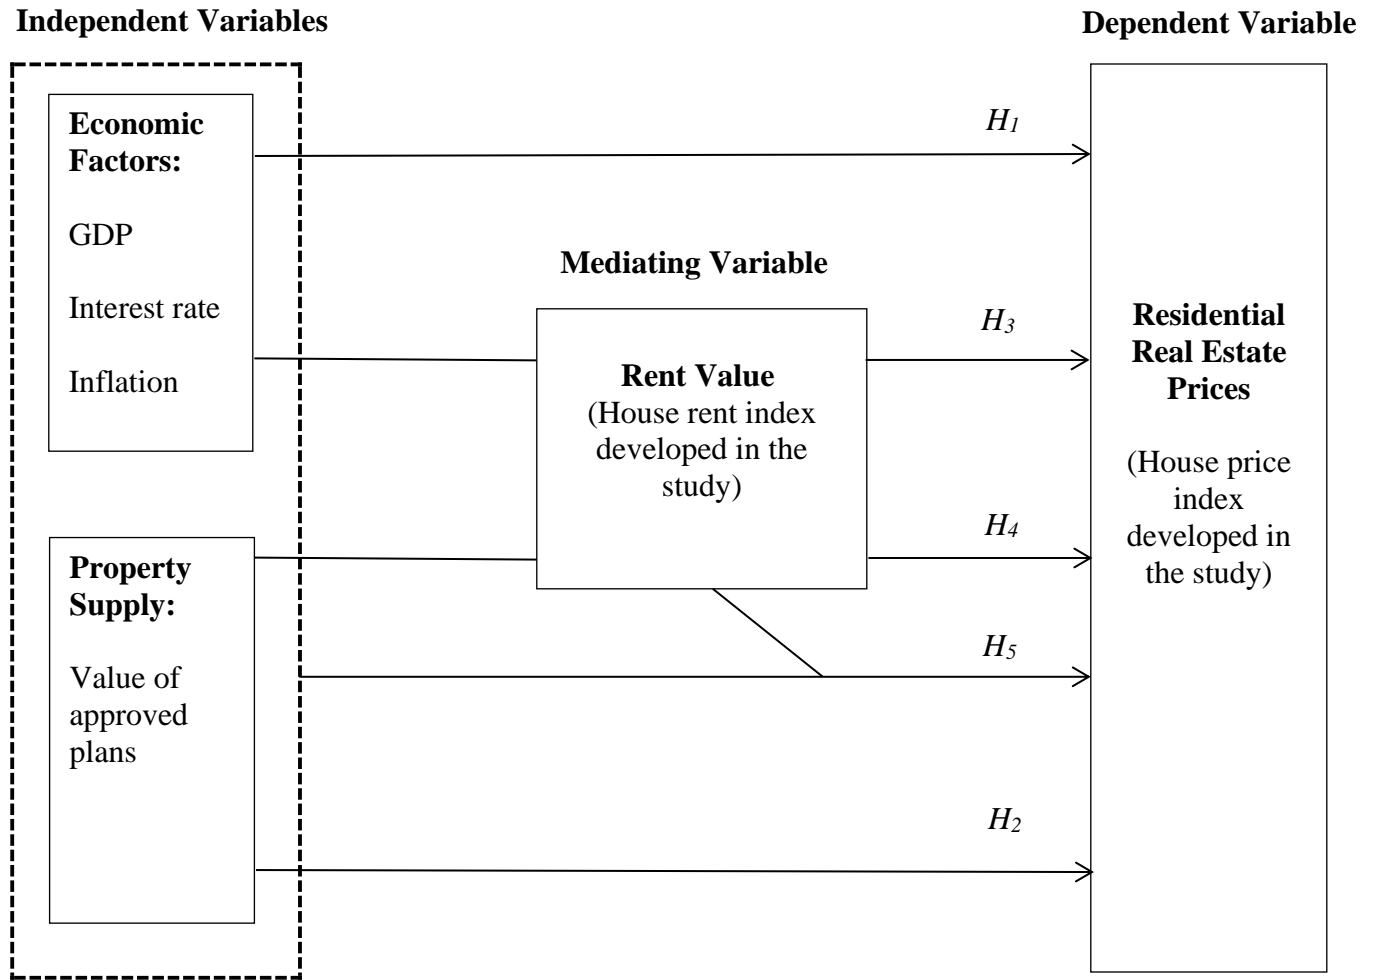 Independent Variables
Dependent Variable
Economic
Factors:
GDP
Interest rate
Inflation
Property
Supply:
Value of
approved
plans
Mediating Variable
Rent Value
(House rent index
developed in the
study)
H1
H3
H4
H5
H2
Residential
Real Estate
Prices
(House price
index
developed in
the study)